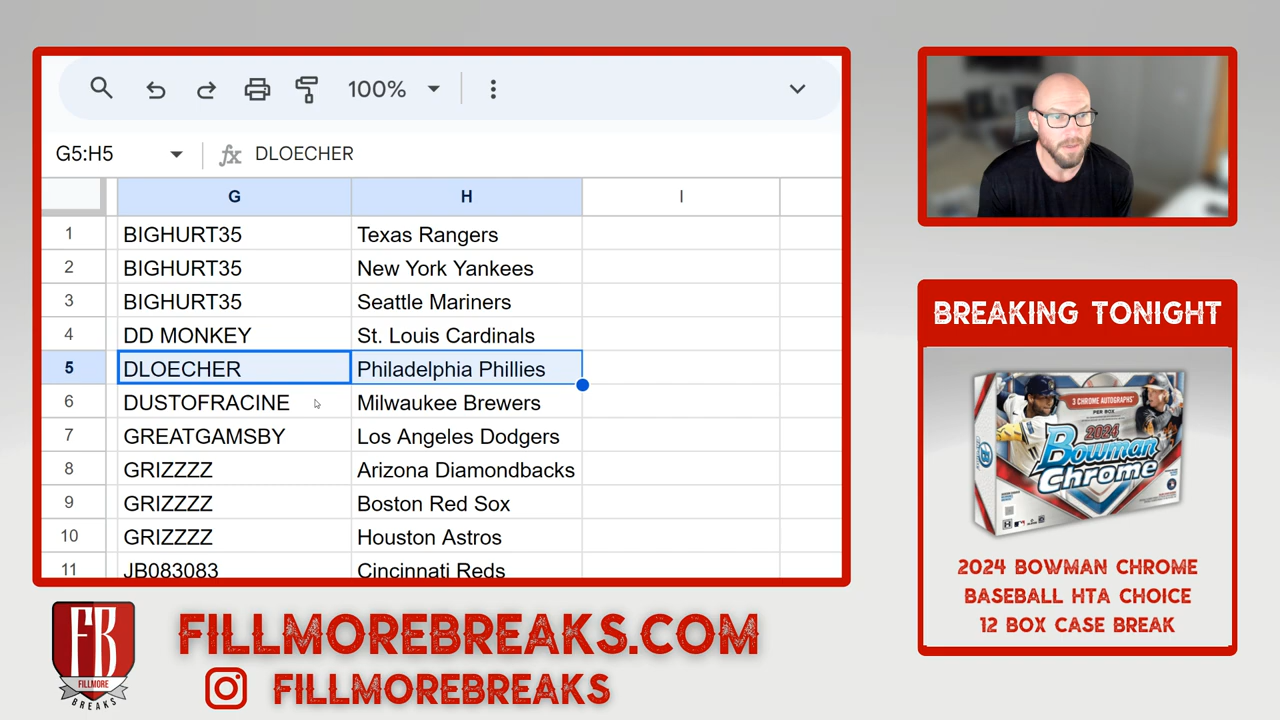 100%
G5:H5 fx DLOECHER
G H I
1 BIGHURT35 Texas Rangers
2 BIGHURT35 New York Yankees
3 BIGHURT35 Seattle Mariners
4 DD MONKEY St. Louis Cardinals
5 DLOECHER Philadelphia Phillies
6 DUSTOFRACINE Milwaukee Brewers
7 GREATGAMSBY Los Angeles Dodgers
8 GRIZZZZ Arizona Diamondbacks
9 GRIZZZZ Boston Red Sox
10 GRIZZZZ Houston Astros
11 JB083083 Cincinnati Reds
BREAKING TONIGHT
3 CHROME AUTOGRAPHS
PER BOX
2024
Bowman
Chrome
2024 BOWMAN CHROME
BASEBALL HTA CHOICE
12 BOX CASE BREAK
FB
FILLMORE
BREAKS
FILLMOREBREAKS.COM
FILLMOREBREAKS